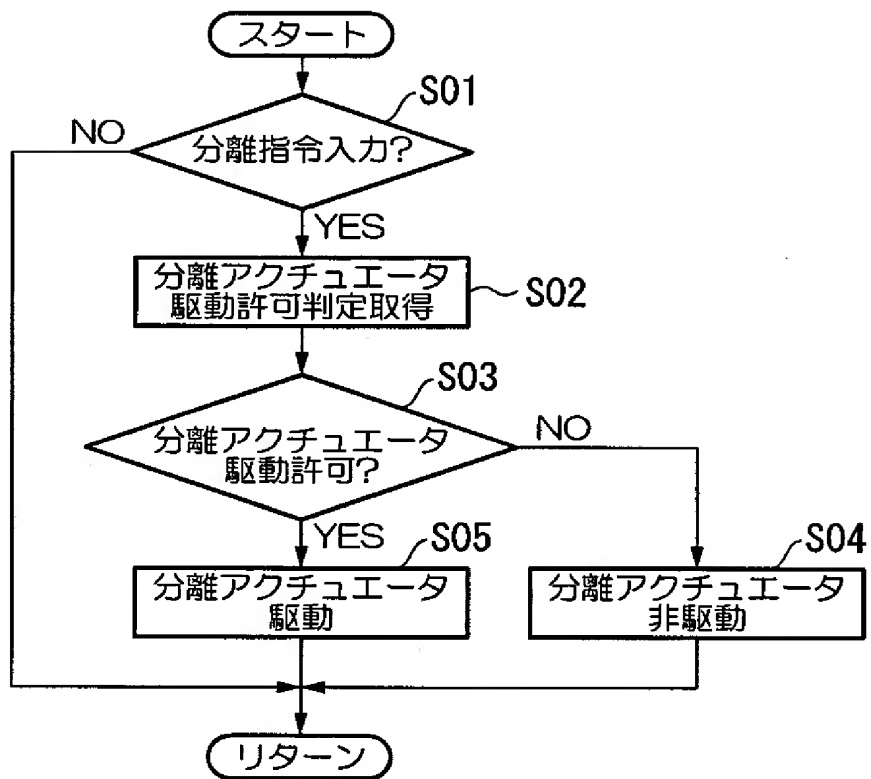 スタート
S01
NO
分離指令入力?
YES
分離アクチュエータ
駆動許可判定取得
S02
S03
分離アクチュエータ
駆動許可?
NO
YES
S05
分離アクチュエータ
駆動
S04
分離アクチュエータ
非駆動
リターン